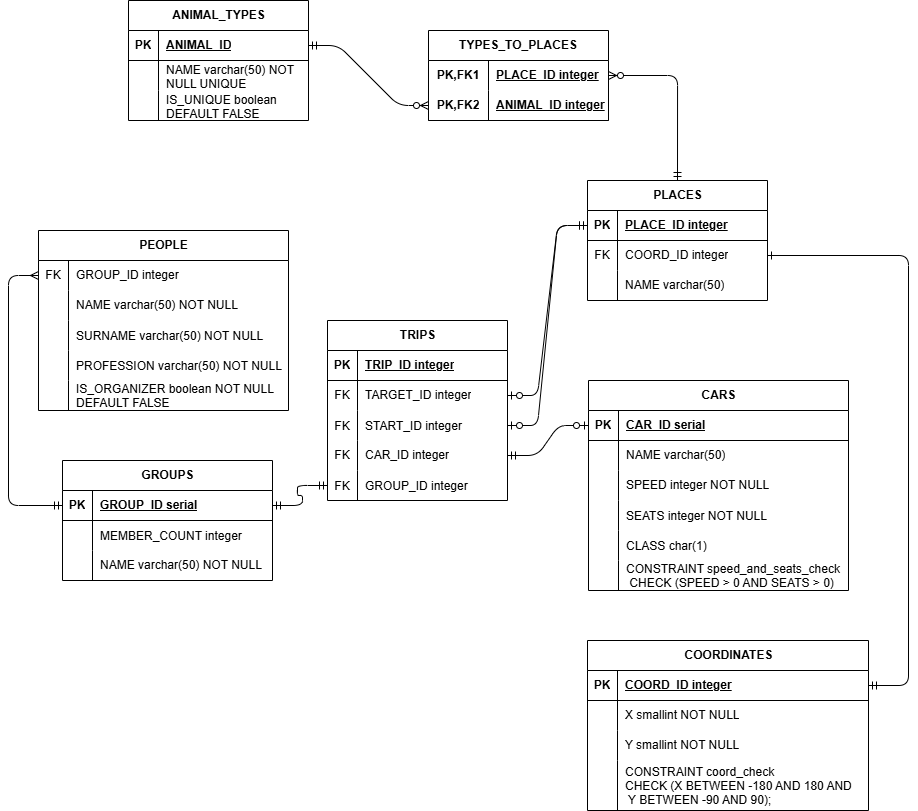 ANIMAL_TYPES
PK ANIMAL_ID
NAME varchar(50) NOT
NULL UNIQUE
IS_UNIQUE boolean
DEFAULT FALSE
TYPES_TO_PLACES
PK,FK1 PLACE_ID integer
PK,FK2 ANIMAL_ID integer
PLACES
PK PLACE_ID integer
FK COORD_ID integer
NAME varchar(50)
PEOPLE
FK GROUP_ID integer
NAME varchar(50) NOT NULL
SURNAME varchar(50) NOT NULL
PROFESSION varchar(50) NOT NULL
IS_ORGANIZER boolean NOT NULL
DEFAULT FALSE
TRIPS
PK TRIP_ID integer
FK TARGET_ID integer
FK START_ID integer
FK CAR_ID integer
FK GROUP_ID integer
CARS
PK CAR_ID serial
NAME varchar(50)
SPEED integer NOT NULL
SEATS integer NOT NULL
CLASS char(1)
CONSTRAINT speed_and_seats_check
CHECK (SPEED > 0 AND SEATS > 0)
GROUPS
PK GROUP_ID serial
MEMBER_COUNT integer
NAME varchar(50) NOT NULL
COORDINATES
PK COORD_ID integer
X smallint NOT NULL
Y smallint NOT NULL
CONSTRAINT coord_check
CHECK (X BETWEEN -180 AND 180 AND
Y BETWEEN -90 AND 90);